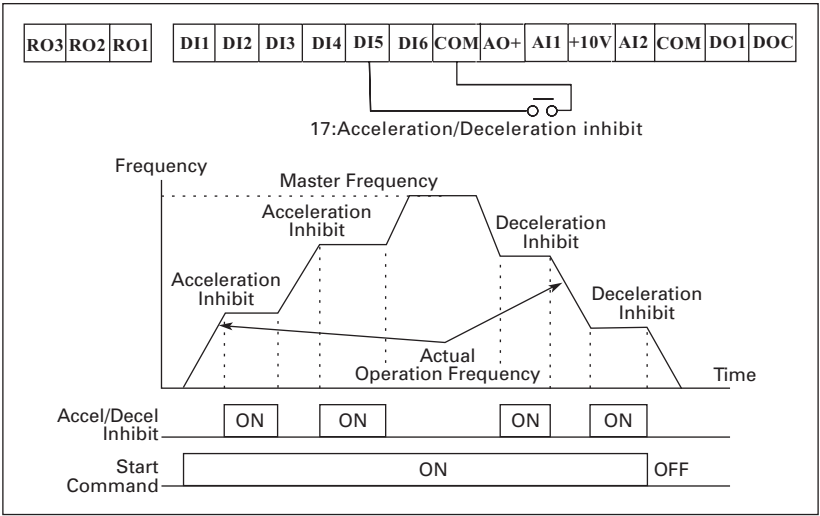 RO3 RO2 RO1 DI1 DI2 DI3 DI4 DI5 DI6 COM AO+ AI1 +10V AI2 COM DO1 DOC
17:Acceleration/Deceleration inhibit
Frequency
Master Frequency
Acceleration
Inhibit
Deceleration
Inhibit
Acceleration
Inhibit
Deceleration
Inhibit
Actual
Operation Frequency
Time
Accel/Decel
Inhibit
ON ON ON ON
Start
Command
ON OFF